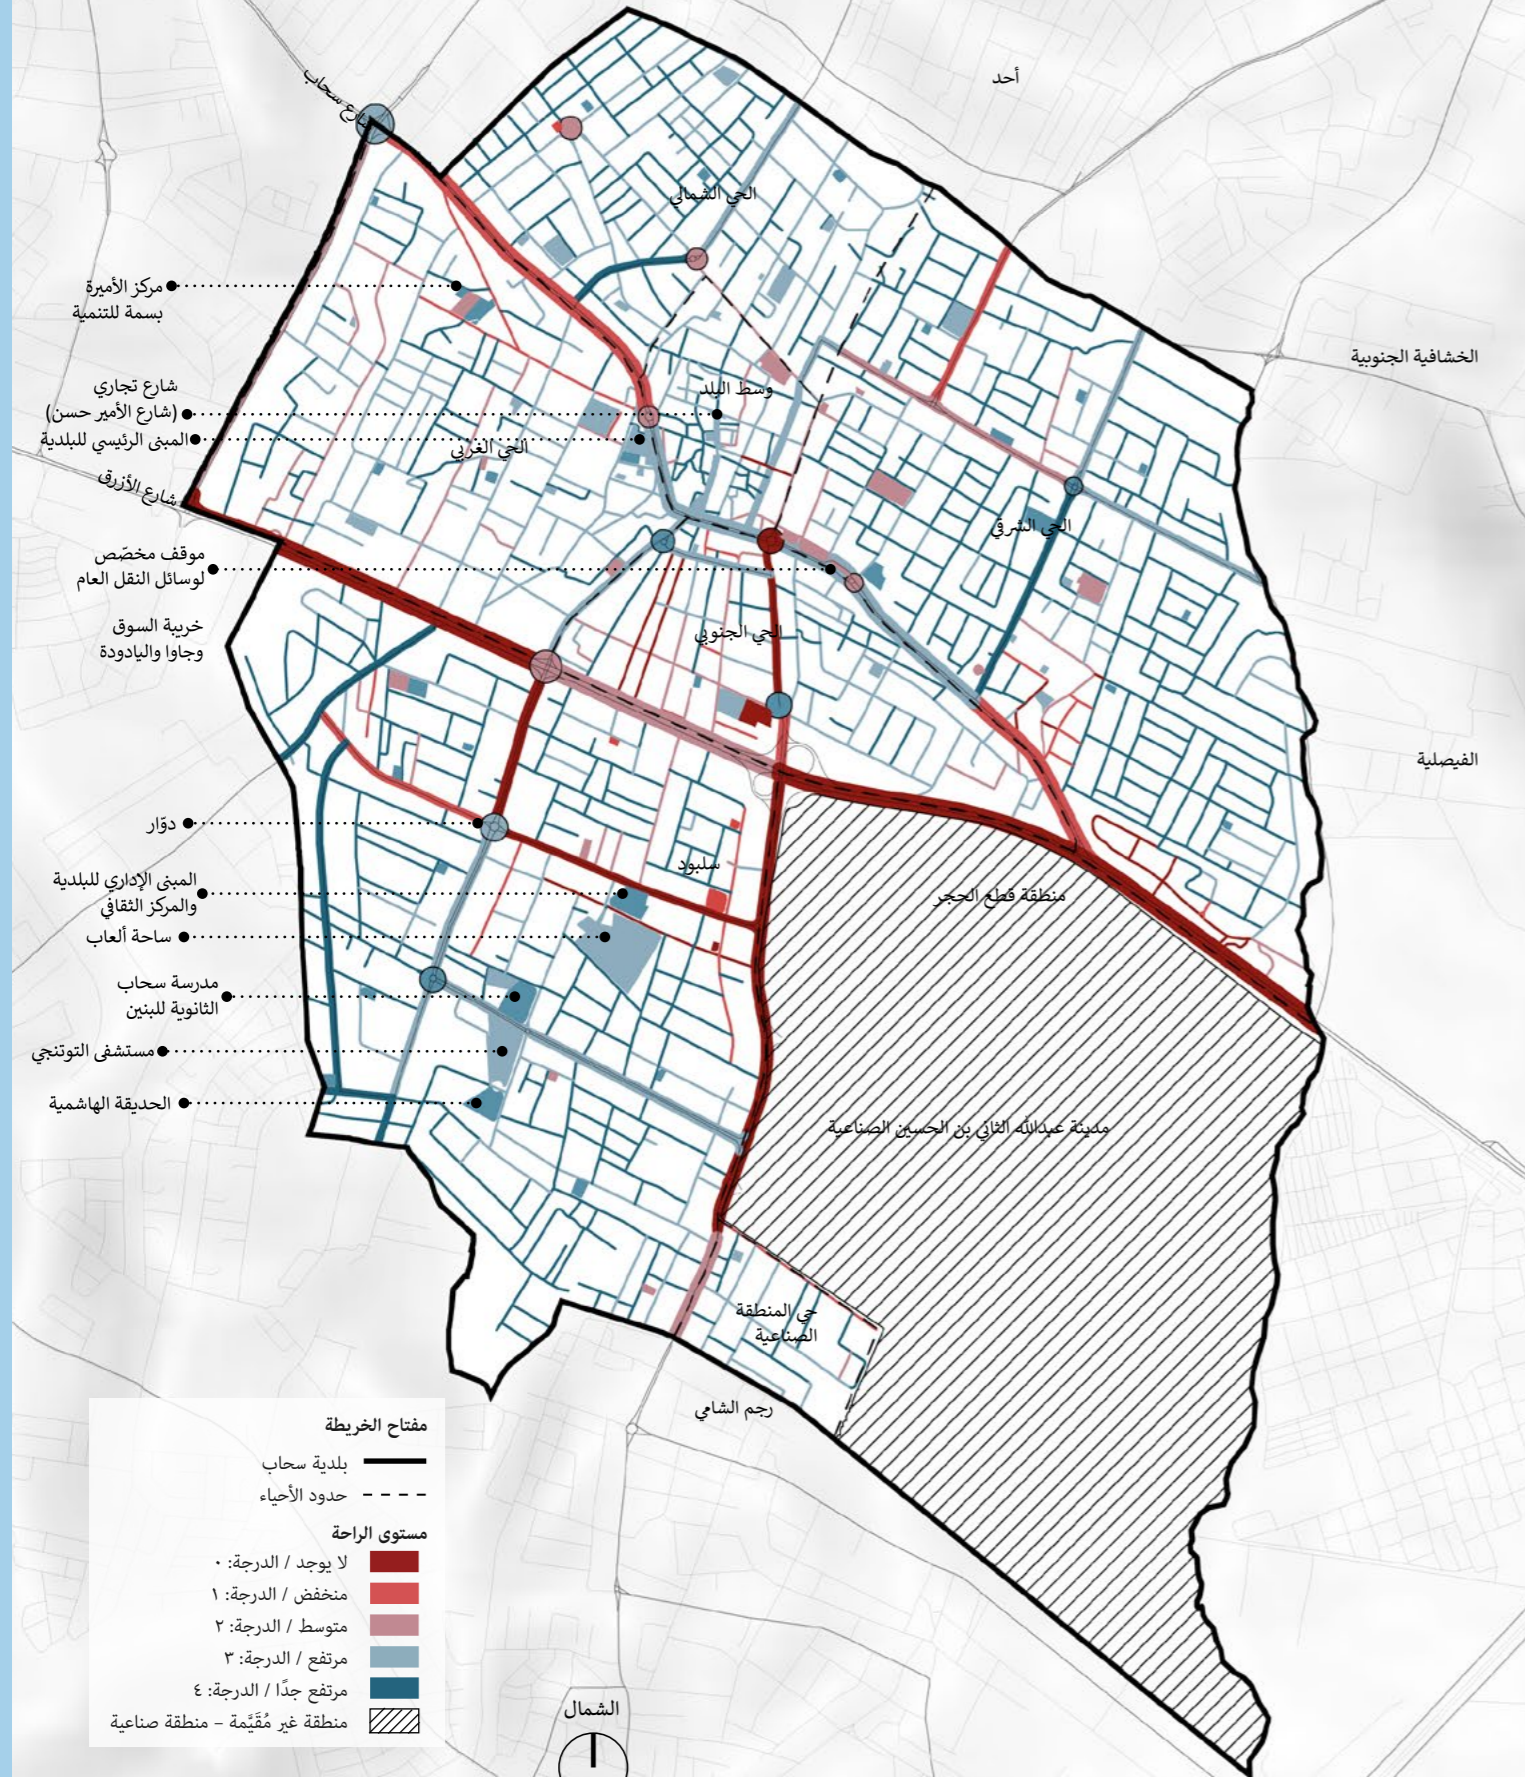 أحد
شارع سحاب
الحي الشمالي
مركز الأميرة
بسمة للتنمية
الخشافية الجنوبية
شارع تجاري
(شارع الأمير حسن)
وسط البلد
المبنى الرئيسي للبلدية
الحي الغربي
شارع الأزرق
الحي الشرقي
موقف مخصّص
لوسائل النقل العام
خريبة السوق
وجاوا واليادودة
الحي الجنوبي
الفيصلية
دوّار
سلبود
المبنى الإداري للبلدية
والمركز الثقافي
منطقة قطع الحجر
ساحة ألعاب
مدرسة سحاب
الثانوية للبنين
مستشفى التوتنجي
الحديقة الهاشمية
مدينة عبدالله الثاني بن الحسين الصناعية
حي المنطقة
الصناعية
رجم الشامي
مفتاح الخريطة
بلدية سحاب
حدود الأحياء
مستوى الراحة
لا يوجد / الدرجة: ٠
منخفض / الدرجة: ١
متوسط / الدرجة: ٢
مرتفع / الدرجة: ٣
مرتفع جدًا / الدرجة: ٤
منطقة غير مُقَيَّمة – منطقة صناعية
الشمال